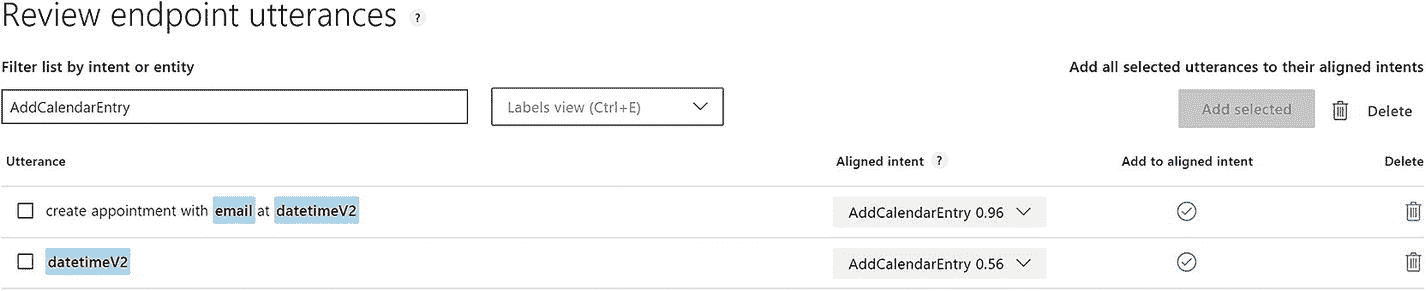 Review endpoint utterances ?
Filter list by intent or entity
Add all selected utterances to their aligned intents
AddCalendarEntry
Labels view (Ctrl+E)
Add selected
Delete
Utterance
Aligned intent ?
Add to aligned intent
Delete
create appointment with email at datetimeV2
AddCalendarEntry 0.96
datetimeV2
AddCalendarEntry 0.56